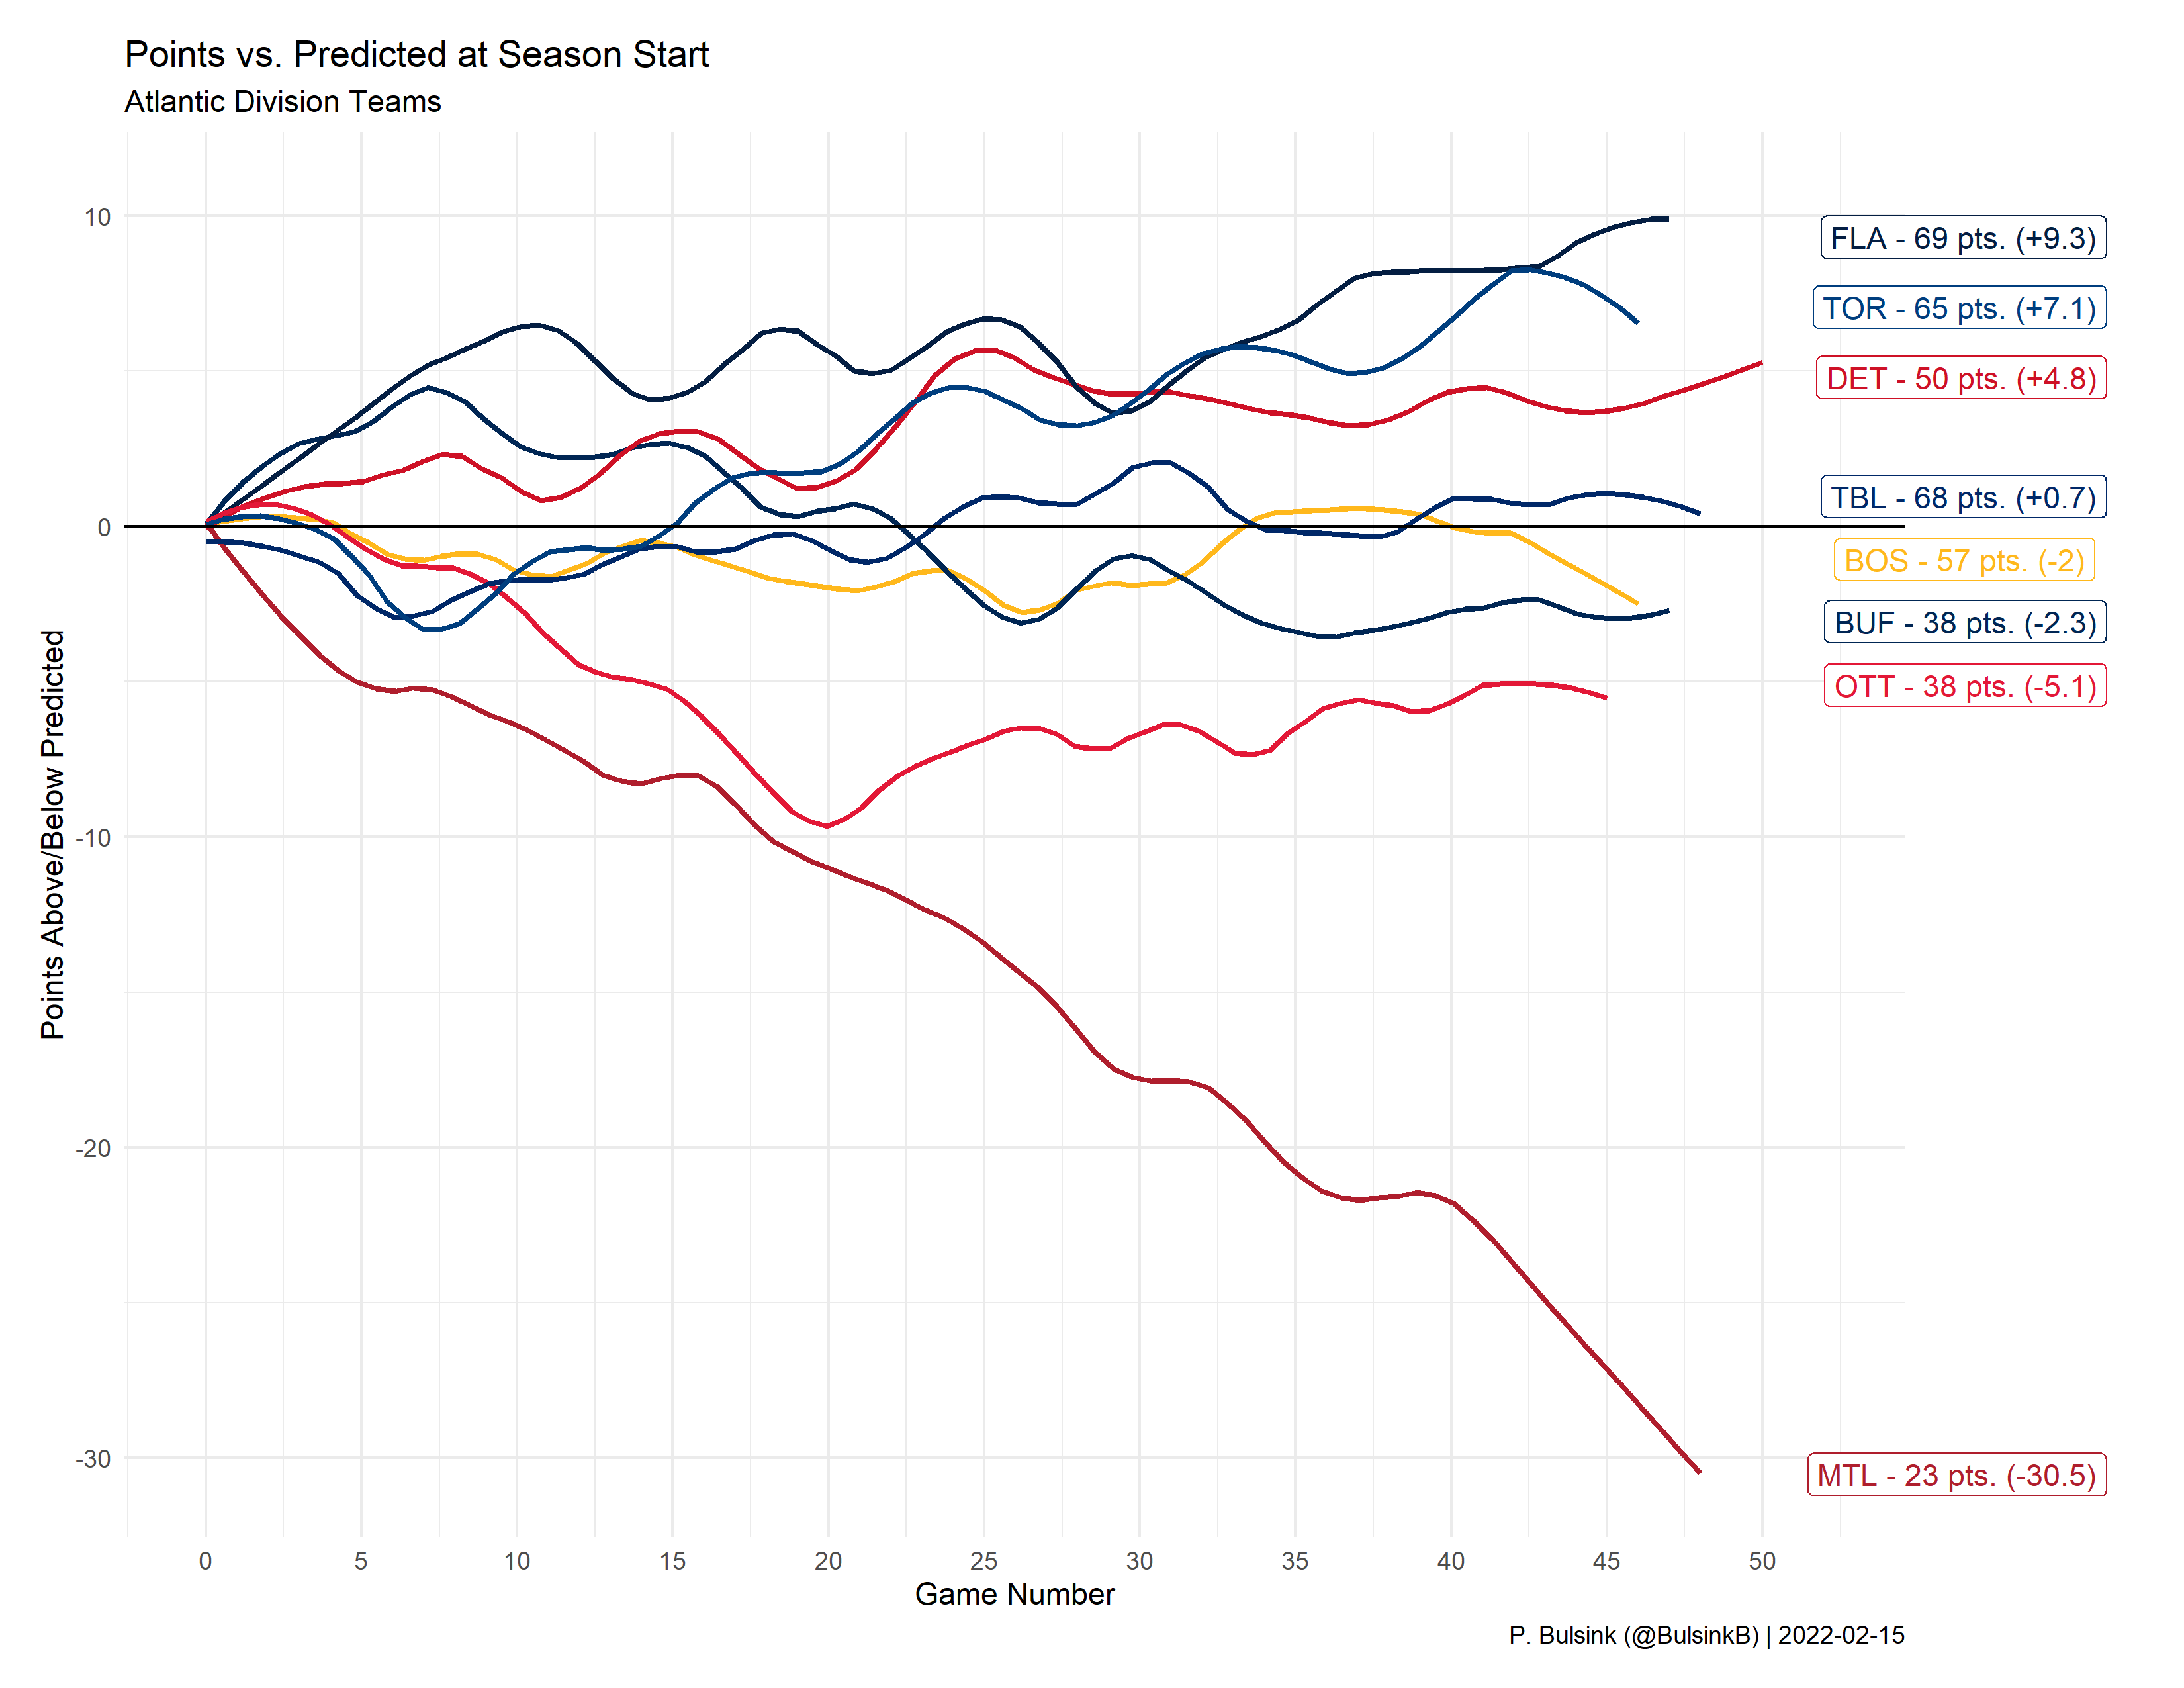 Points vs. Predicted at Season Start
Atlantic Division Teams
Points Above/Below Predicted
10
0
-10
-20
-30
FLA - 69 pts. (+9.3)
TOR - 65 pts. (+7.1)
DET - 50 pts. (+4.8)
TBL - 68 pts. (+0.7)
BOS - 57 pts. (-2)
BUF - 38 pts. (-2.3)
OTT - 38 pts. (-5.1)
MTL - 23 pts. (-30.5)
0 5 10 15 20 25 30 35 40 45 50
Game Number
P. Bulsink (@BulsinkB) | 2022-02-15